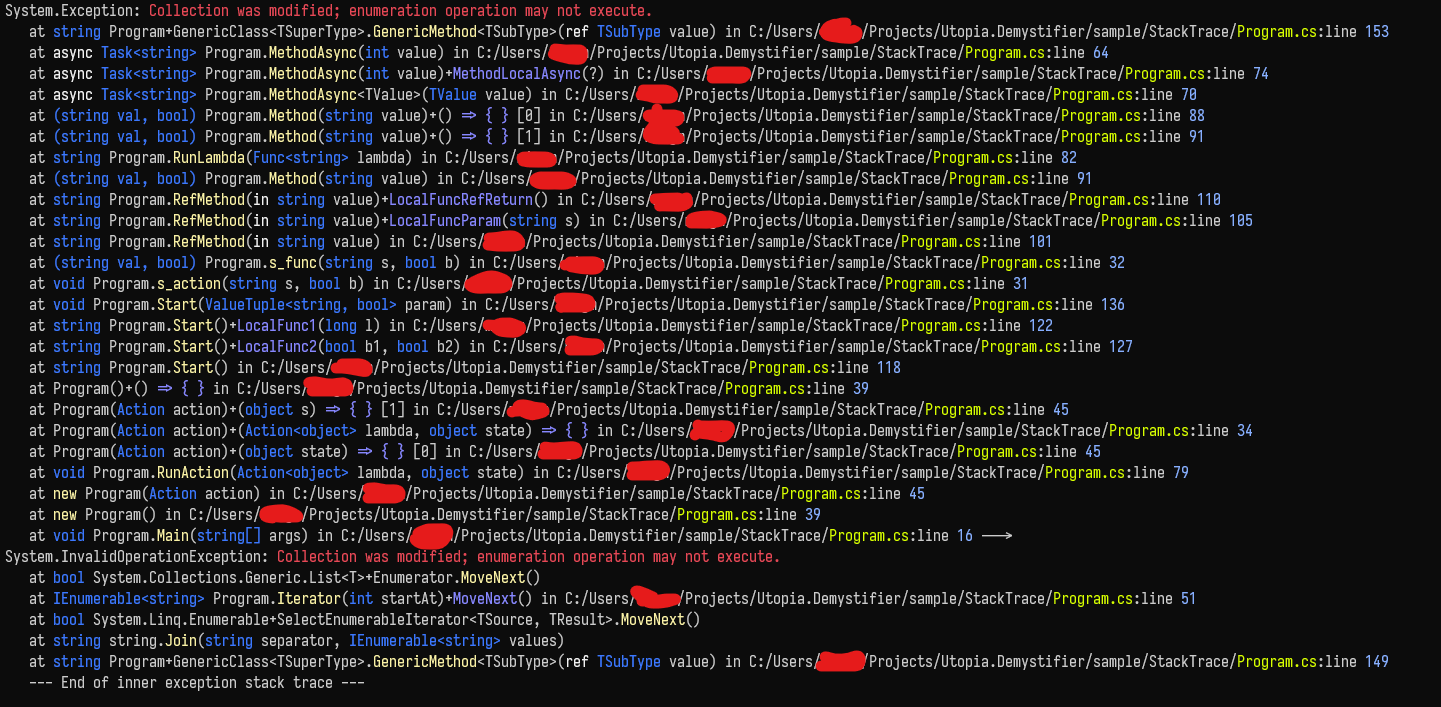 System.Exception: Collection was modified; enumeration operation may not execute.
at string Program+GenericClass<TSuperType>.GenericMethod<TSubType>(ref TSubType value) in C:/Users/ /Projects/Utopia.Demystifier/sample/StackTrace/Program.cs:line 153
at async Task<string> Program.MethodAsync(int value) in C:/Users/ /Projects/Utopia.Demystifier/sample/StackTrace/Program.cs:line 64
at async Task<string> Program.MethodAsync(int value)+MethodLocalAsync(?) in C:/Users/ /Projects/Utopia.Demystifier/sample/StackTrace/Program.cs:line 74
at async Task<string> Program.MethodAsync<TValue>(TValue value) in C:/Users/ /Projects/Utopia.Demystifier/sample/StackTrace/Program.cs:line 70
at (string val, bool) Program.Method(string value)+() => { } [0] in C:/Users/ /Projects/Utopia.Demystifier/sample/StackTrace/Program.cs:line 88
at (string val, bool) Program.Method(string value)+() => { } [1] in C:/Users/ /Projects/Utopia.Demystifier/sample/StackTrace/Program.cs:line 91
at string Program.RunLambda(Func<string> lambda) in C:/Users/ /Projects/Utopia.Demystifier/sample/StackTrace/Program.cs:line 82
at (string val, bool) Program.Method(string value) in C:/Users/ /Projects/Utopia.Demystifier/sample/StackTrace/Program.cs:line 91
at string Program.RefMethod(in string value)+LocalFuncRefReturn() in C:/Users/ /Projects/Utopia.Demystifier/sample/StackTrace/Program.cs:line 110
at string Program.RefMethod(in string value)+LocalFuncParam(string s) in C:/Users/ /Projects/Utopia.Demystifier/sample/StackTrace/Program.cs:line 105
at string Program.RefMethod(in string value) in C:/Users/ /Projects/Utopia.Demystifier/sample/StackTrace/Program.cs:line 101
at (string val, bool) Program.s_func(string s, bool b) in C:/Users/ /Projects/Utopia.Demystifier/sample/StackTrace/Program.cs:line 32
at void Program.s_action(string s, bool b) in C:/Users/ /Projects/Utopia.Demystifier/sample/StackTrace/Program.cs:line 31
at void Program.Start(ValueTuple<string, bool> param) in C:/Users/ /Projects/Utopia.Demystifier/sample/StackTrace/Program.cs:line 136
at string Program.Start()+LocalFunc1(long l) in C:/Users/ /Projects/Utopia.Demystifier/sample/StackTrace/Program.cs:line 122
at string Program.Start()+LocalFunc2(bool b1, bool b2) in C:/Users/ /Projects/Utopia.Demystifier/sample/StackTrace/Program.cs:line 127
at string Program.Start() in C:/Users/ /Projects/Utopia.Demystifier/sample/StackTrace/Program.cs:line 118
at Program()+() => { } in C:/Users/ /Projects/Utopia.Demystifier/sample/StackTrace/Program.cs:line 39
at Program(Action action)+(object s) => { } [1] in C:/Users/ /Projects/Utopia.Demystifier/sample/StackTrace/Program.cs:line 45
at Program(Action action)+(Action<object> lambda, object state) => { } in C:/Users/ /Projects/Utopia.Demystifier/sample/StackTrace/Program.cs:line 34
at Program(Action action)+(object state) => { } [0] in C:/Users/ /Projects/Utopia.Demystifier/sample/StackTrace/Program.cs:line 45
at void Program.RunAction(Action<object> lambda, object state) in C:/Users/ /Projects/Utopia.Demystifier/sample/StackTrace/Program.cs:line 79
at new Program(Action action) in C:/Users/ /Projects/Utopia.Demystifier/sample/StackTrace/Program.cs:line 45
at new Program() in C:/Users/ /Projects/Utopia.Demystifier/sample/StackTrace/Program.cs:line 39
at void Program.Main(string[] args) in C:/Users/ /Projects/Utopia.Demystifier/sample/StackTrace/Program.cs:line 16 --->
System.InvalidOperationException: Collection was modified; enumeration operation may not execute.
at bool System.Collections.Generic.List<T>+Enumerator.MoveNext()
at IEnumerable<string> Program.Iterator(int startAt)+MoveNext() in C:/Users/ /Projects/Utopia.Demystifier/sample/StackTrace/Program.cs:line 51
at bool System.Linq.Enumerable+SelectEnumerableIterator<TSource, TResult>.MoveNext()
at string string.Join(string separator, IEnumerable<string> values)
at string Program+GenericClass<TSuperType>.GenericMethod<TSubType>(ref TSubType value) in C:/Users/ /Projects/Utopia.Demystifier/sample/StackTrace/Program.cs:line 149
--- End of inner exception stack trace ---